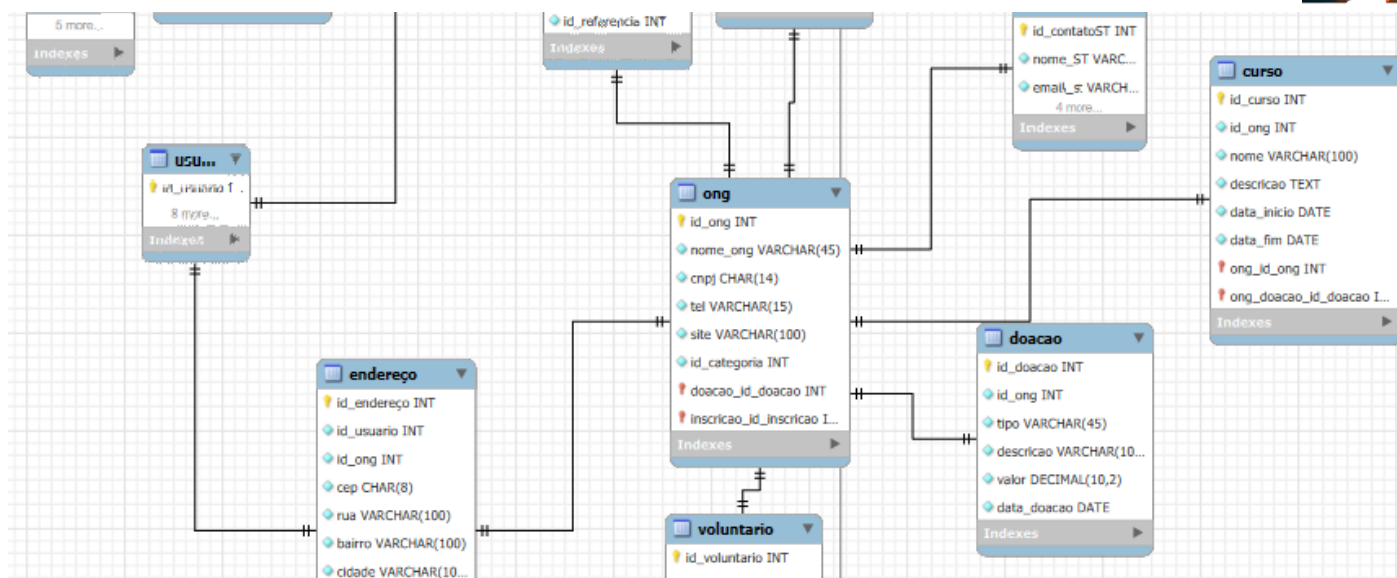 5 more...
Indexes
id_referencia INT
Indexes
id_contatoST INT
nome_ST VARC...
email_s: VARCH...
4 more...
Indexes
curso
id_curso INT
id_ong INT
nome VARCHAR(100)
descricao TEXT
data_inicio DATE
data_fim DATE
ong_id_ong INT
ong_doacao_id_doacao I...
Indexes
usu...
id_usuario I...
8 more...
Indexes
ong
id_ong INT
nome_ong VARCHAR(45)
cnpj CHAR(14)
tel VARCHAR(15)
site VARCHAR(100)
id_categoria INT
doacao_id_doacao INT
inscricao_id_inscricao I...
Indexes
doacao
id_doacao INT
id_ong INT
tipo VARCHAR(45)
descricao VARCHAR(10...
valor DECIMAL(10,2)
data_doacao DATE
Indexes
endereço
id_endereço INT
id_usuario INT
id_ong INT
cep CHAR(8)
rua VARCHAR(100)
bairro VARCHAR(100)
cidade VARCHAR(10...
voluntario
id_voluntario INT